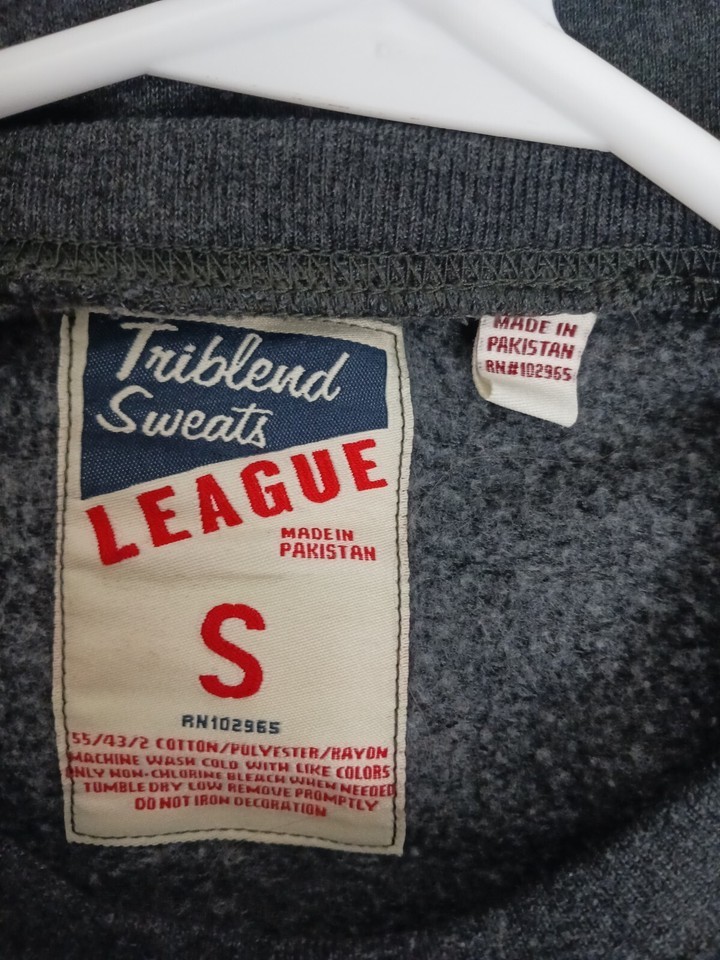 Triblend
Sweats
LEAGUE
MADE IN
PAKISTAN
S
RN102965
55/43/2 COTTON/POLYESTER/RAYON
MACHINE WASH COLD WITH LIKE COLORS
ONLY NON-CHLORINE BLEACH WHEN NEEDED
TUMBLE DRY LOW REMOVE PROMPTLY
DO NOT IRON DECORATION
MADE IN
PAKISTAN
RN#102965